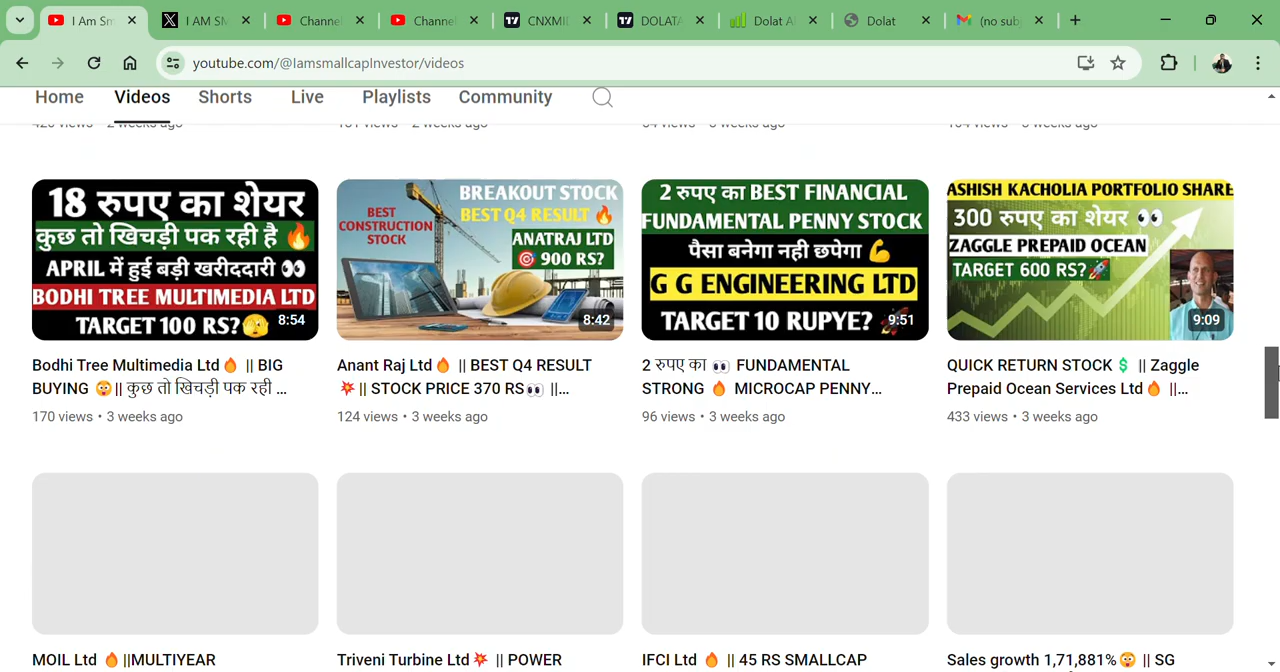 I Am Sm
I AM SM
Channel
Channel
CNXMI
DOLATA
Dolat A
Dolat
(no sub
youtube.com/@IamsmallcapInvestor/videos
Home Videos Shorts Live Playlists Community
18 रुपए का शेयर
कुछ तो खिचड़ी पक रही है 🔥
APRIL में हुई बड़ी खरीददारी 👀
BODHI TREE MULTIMEDIA LTD
TARGET 100 RS?🫣
8:54
BREAKOUT STOCK
BEST Q4 RESULT 🔥
BEST
CONSTRUCTION
STOCK
ANATRAJ LTD
🎯 900 RS?
8:42
2 रुपए का BEST FINANCIAL
FUNDAMENTAL PENNY STOCK
पैसा बनेगा नही छपेगा 💪
G G ENGINEERING LTD
TARGET 10 RUPYE? 🚀
9:51
ASHISH KACHOLIA PORTFOLIO SHARE
300 रुपए का शेयर 👀
ZAGGLE PREPAID OCEAN
TARGET 600 RS?🚀
9:09
Bodhi Tree Multimedia Ltd🔥 || BIG
BUYING 😳|| कुछ तो खिचड़ी पक रही ...
170 views • 3 weeks ago
Anant Raj Ltd🔥 || BEST Q4 RESULT
💥|| STOCK PRICE 370 RS👀 ||...
124 views • 3 weeks ago
2 रुपए का 👀 FUNDAMENTAL
STRONG 🔥 MICROCAP PENNY...
96 views • 3 weeks ago
QUICK RETURN STOCK 💲 || Zaggle
Prepaid Ocean Services Ltd🔥 ||...
433 views • 3 weeks ago
MOIL Ltd 🔥||MULTIYEAR
Triveni Turbine Ltd💥 || POWER
IFCI Ltd 🔥 || 45 RS SMALLCAP
Sales growth 1,71,881%🤯 || SG